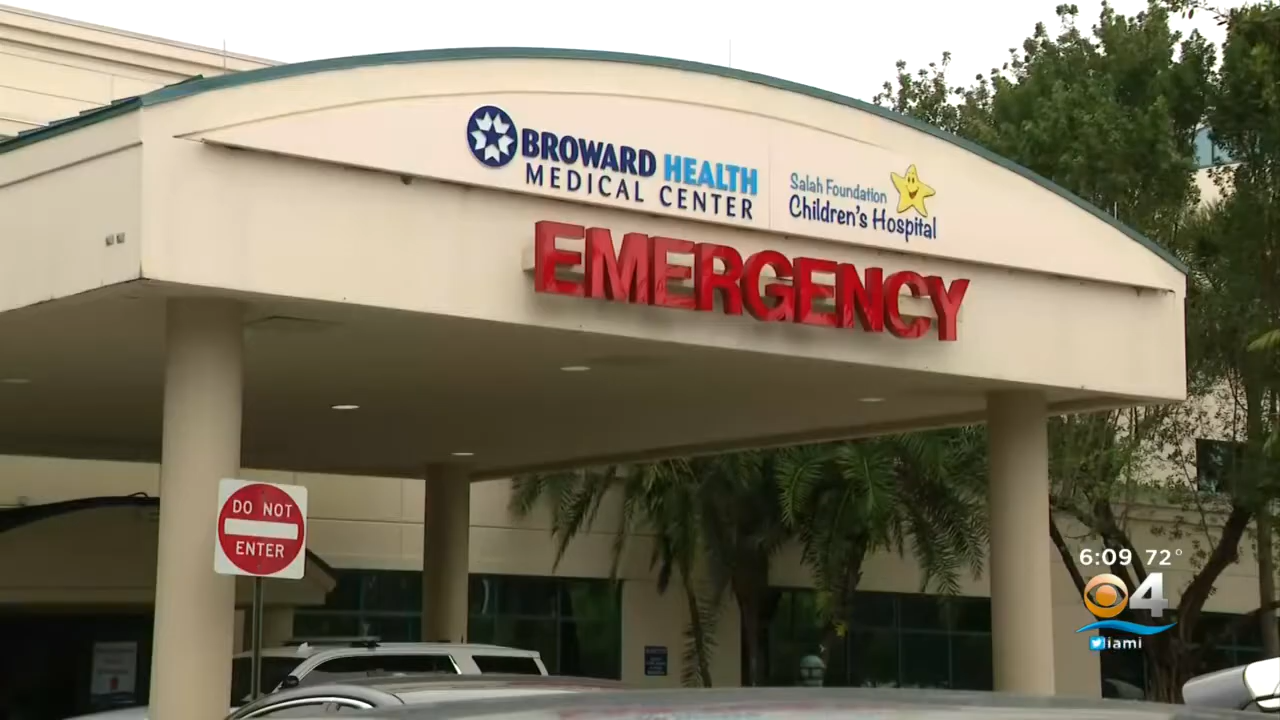 BROWARD HEALTH
MEDICAL CENTER
Salah Foundation
Children's Hospital
EMERGENCY
DO NOT
ENTER
6:09 72°
4
iami